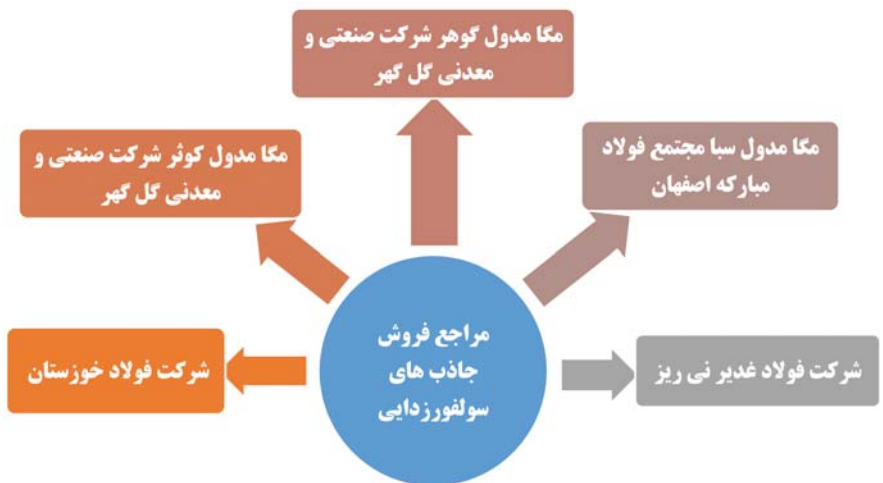 مگا مدول گوهر شرکت صنعتی و
معدنی گل گهر
مگا مدول سبا مجتمع فولاد
مبارکه اصفهان
مگا مدول کوثر شرکت صنعتی و
معدنی گل گهر
مراجع فروش
جاذب های
سولفورزدایی
شرکت فولاد غدیر نی ریز
شرکت فولاد خوزستان